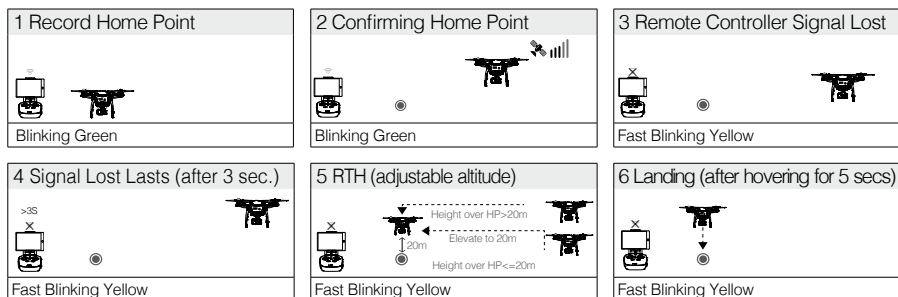 1 Record Home Point
Blinking Green
2 Confirming Home Point
Blinking Green
3 Remote Controller Signal Lost
Fast Blinking Yellow
4 Signal Lost Lasts (after 3 sec.)
>3S
Fast Blinking Yellow
5 RTH (adjustable altitude)
Height over HP>20m
Elevate to 20m
20m
Height over HP<=20m
Fast Blinking Yellow
6 Landing (after hovering for 5 secs)
Fast Blinking Yellow